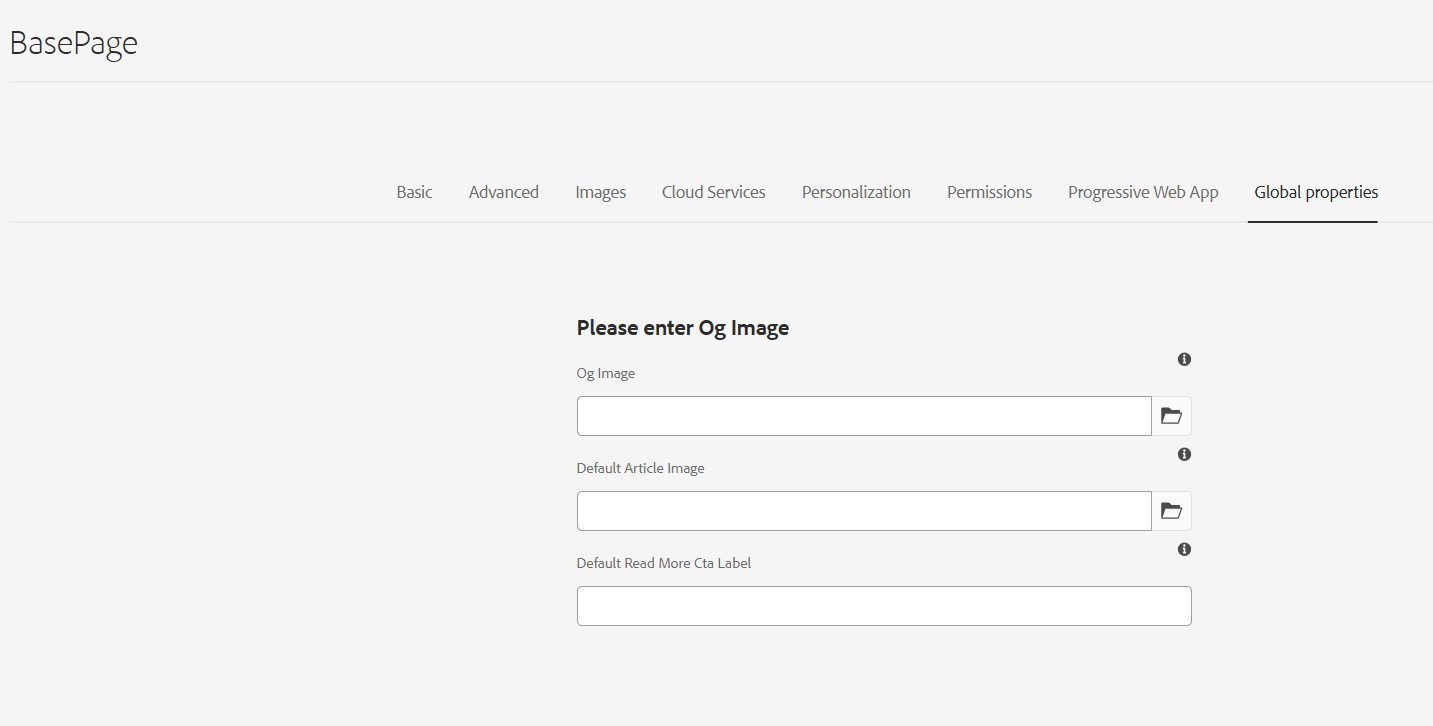 BasePage
Basic Advanced Images Cloud Services Personalization Permissions Progressive Web App Global properties
Please enter Og Image
Og Image
Default Article Image
Default Read More Cta Label